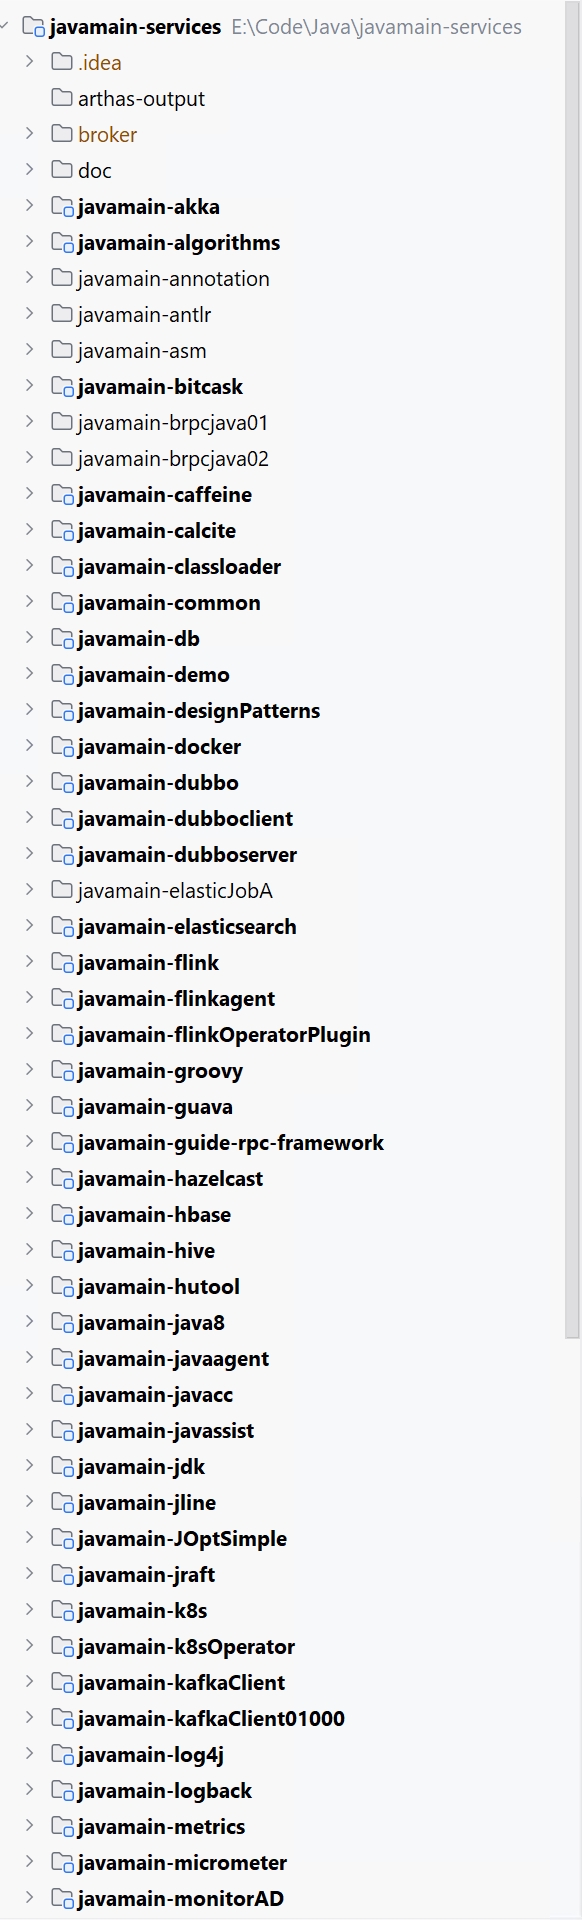 javamain-services E:\Code\Java\javamain-services
.idea
arthas-output
broker
doc
javamain-akka
javamain-algorithms
javamain-annotation
javamain-antlr
javamain-asm
javamain-bitcask
javamain-brpcjava01
javamain-brpcjava02
javamain-caffeine
javamain-calcite
javamain-classloader
javamain-common
javamain-db
javamain-demo
javamain-designPatterns
javamain-docker
javamain-dubbo
javamain-dubboclient
javamain-dubboserver
javamain-elasticJobA
javamain-elasticsearch
javamain-flink
javamain-flinkagent
javamain-flinkOperatorPlugin
javamain-groovy
javamain-guava
javamain-guide-rpc-framework
javamain-hazelcast
javamain-hbase
javamain-hive
javamain-hutool
javamain-java8
javamain-javaagent
javamain-javacc
javamain-javassist
javamain-jdk
javamain-jline
javamain-JOptSimple
javamain-jraft
javamain-k8s
javamain-k8sOperator
javamain-kafkaClient
javamain-kafkaClient01000
javamain-log4j
javamain-logback
javamain-metrics
javamain-micrometer
javamain-monitorAD